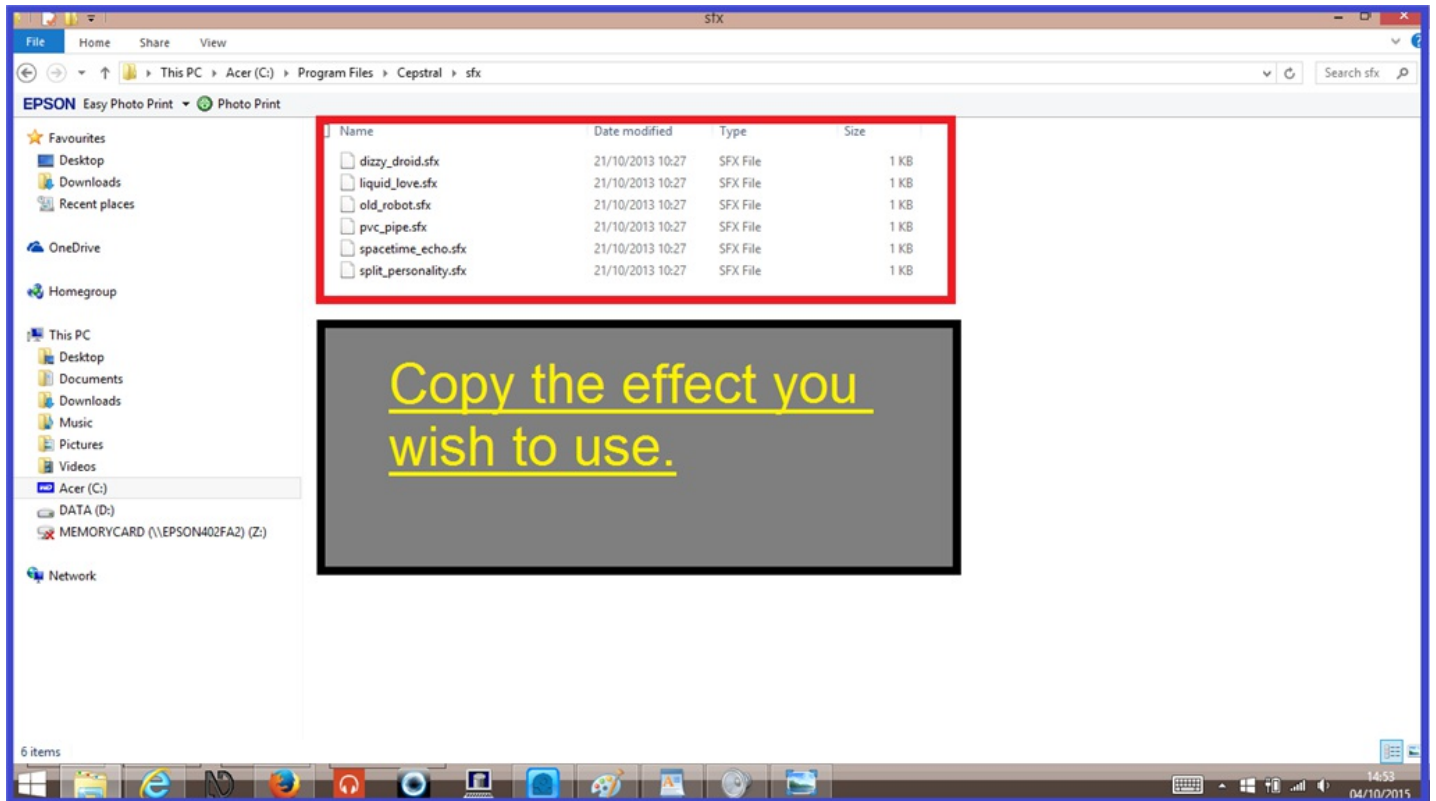 sfx
File Home Share View
This PC Acer (C:) Program Files Cepstral sfx Search sfx
EPSON Easy Photo Print Photo Print
Favourites
Desktop
Downloads
Recent places
OneDrive
Homegroup
This PC
Desktop
Documents
Downloads
Music
Pictures
Videos
Acer (C:)
DATA (D:)
MEMORYCARD (\\EPSON402FA2) (Z:)
Network
Name Date modified Type Size
dizzy_droid.sfx 21/10/2013 10:27 SFX File 1 KB
liquid_love.sfx 21/10/2013 10:27 SFX File 1 KB
old_robot.sfx 21/10/2013 10:27 SFX File 1 KB
pvc_pipe.sfx 21/10/2013 10:27 SFX File 1 KB
spacetime_echo.sfx 21/10/2013 10:27 SFX File 1 KB
split_personality.sfx 21/10/2013 10:27 SFX File 1 KB
Copy the effect you
wish to use.
6 items
14:53
04/10/2015